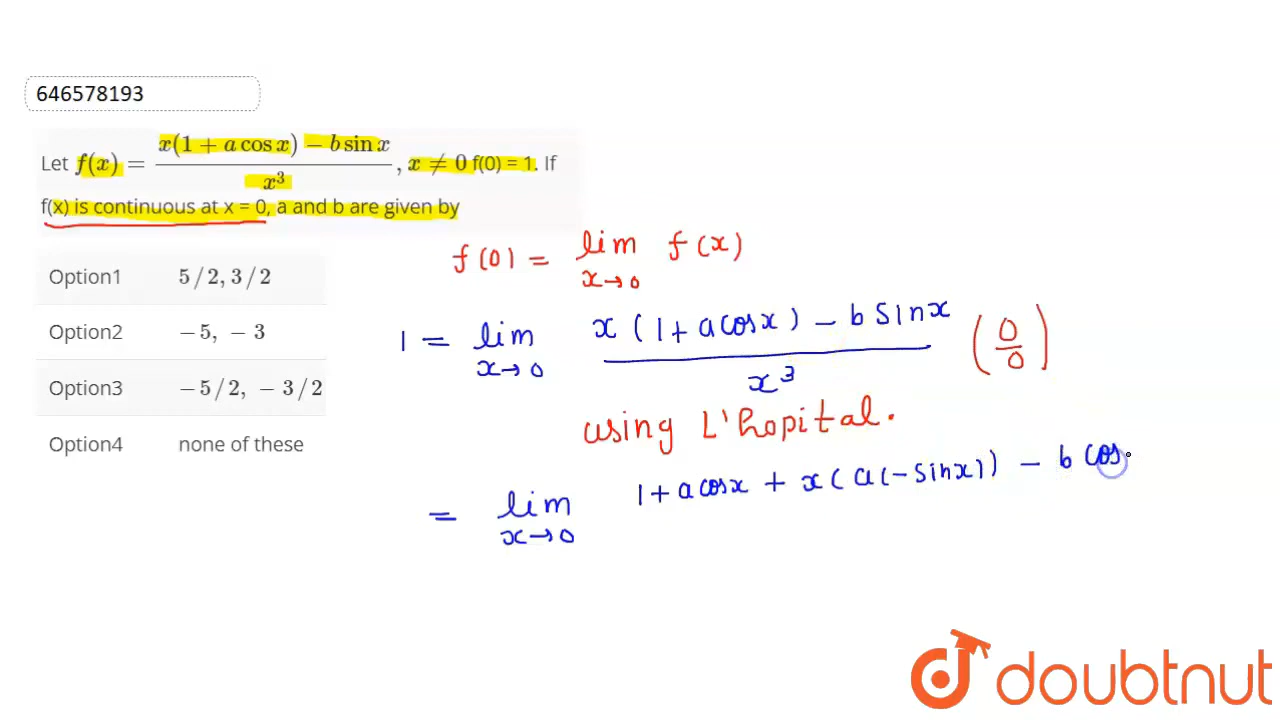 646578193
Let f(x) = x(1 + a cos x) − b sin x / x³, x ≠ 0 f(0) = 1. If
f(x) is continuous at x = 0, a and b are given by
Option1 5/2, 3/2
Option2 −5, −3
Option3 −5/2, −3/2
Option4 none of these
f(0) = lim x→0 f(x)
1 = lim x→0 x(1 + a cosx) − b sinx / x³ (0/0)
using L'hopital.
= lim x→0 1 + a cosx + x(a(−sinx)) − b cos
doubtnut